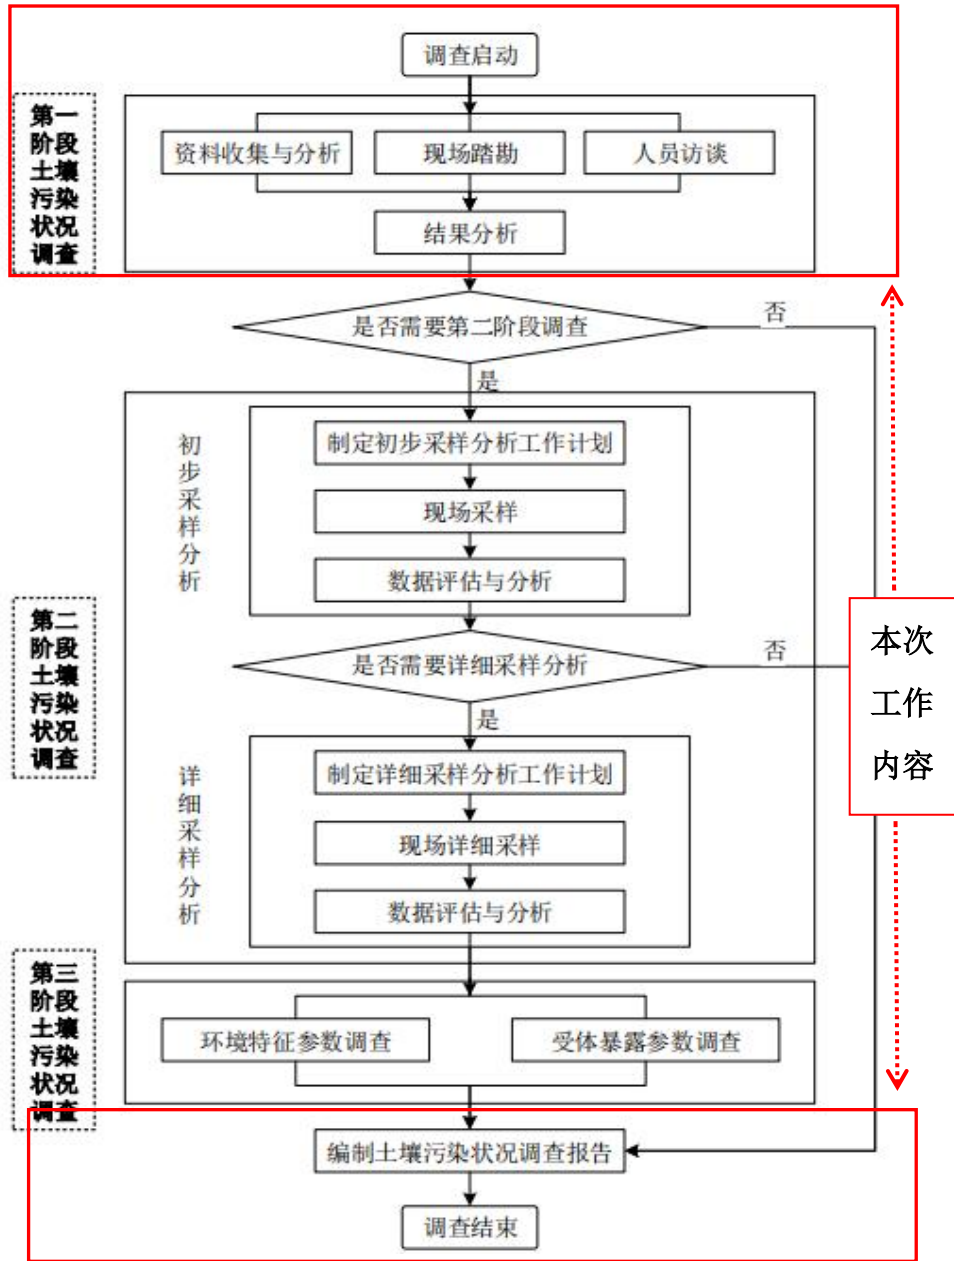 调查启动
第一
阶段
土壤
污染
状况
调查
资料收集与分析
现场踏勘
人员访谈
结果分析
是否需要第二阶段调查
否
是
初
步
采
样
分
析
制定初步采样分析工作计划
现场采样
数据评估与分析
第二
阶段
土壤
污染
状况
调查
是否需要详细采样分析
否
是
本次
工作
内容
详
细
采
样
分
析
制定详细采样分析工作计划
现场详细采样
数据评估与分析
第三
阶段
土壤
污染
状况
调查
环境特征参数调查
受体暴露参数调查
编制土壤污染状况调查报告
调查结束